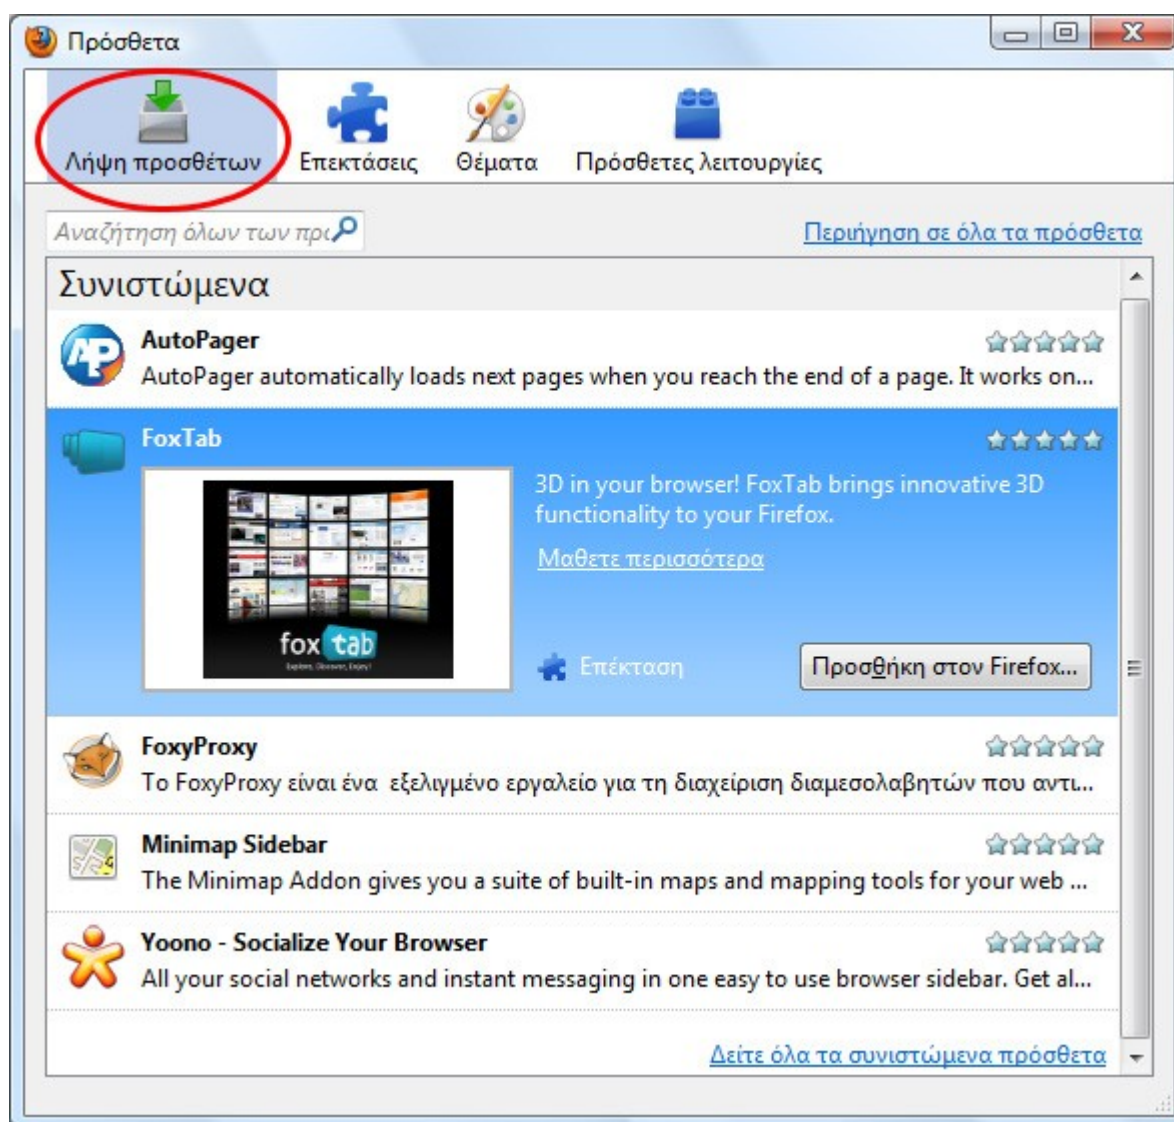 Πρόσθετα
Λήψη προσθέτων Επεκτάσεις Θέματα Πρόσθετες λειτουργίες
Αναζήτηση όλων των προ Περιήγηση σε όλα τα πρόσθετα
Συνιστώμενα
AutoPager
AutoPager automatically loads next pages when you reach the end of a page. It works on...
FoxTab
3D in your browser! FoxTab brings innovative 3D
functionality to your Firefox.
Μαθετε περισσότερα
fox tab
Explore, Discover, Enjoy!
Επέκταση Προσθήκη στον Firefox...
FoxyProxy
Το FoxyProxy είναι ένα εξελιγμένο εργαλείο για τη διαχείριση διαμεσολαβητών που αντι...
Minimap Sidebar
The Minimap Addon gives you a suite of built-in maps and mapping tools for your web ...
Yoono - Socialize Your Browser
All your social networks and instant messaging in one easy to use browser sidebar. Get al...
Δείτε όλα τα συνιστώμενα πρόσθετα